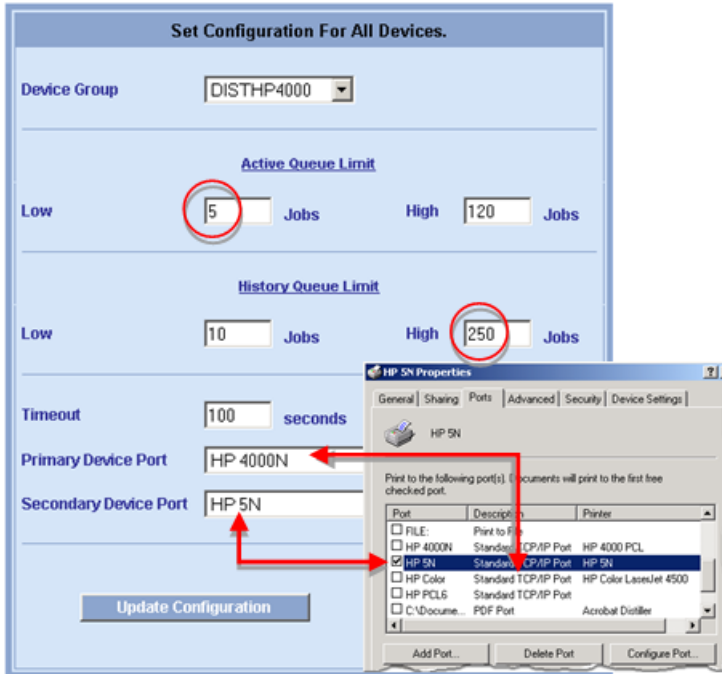 Set Configuration For All Devices.
Device Group DISTHP4000
Active Queue Limit
Low 5 Jobs High 120 Jobs
History Queue Limit
Low 10 Jobs High 250 Jobs
Timeout 100 seconds
Primary Device Port HP 4000N
Secondary Device Port HP 5N
Update Configuration
HP 5N Properties ?
General Sharing Ports Advanced Security Device Settings
HP 5N
Print to the following port(s). Documents will print to the first free
checked port.
Port Description Printer
FILE: Print to File
HP 4000N Standard TCP/IP Port HP 4000 PCL
HP 5N Standard TCP/IP Port HP 5N
HP Color Standard TCP/IP Port HP Color LaserJet 4500
HP PCL6 Standard TCP/IP Port
C:\Docume... PDF Port Acrobat Distiller
Add Port... Delete Port Configure Port...